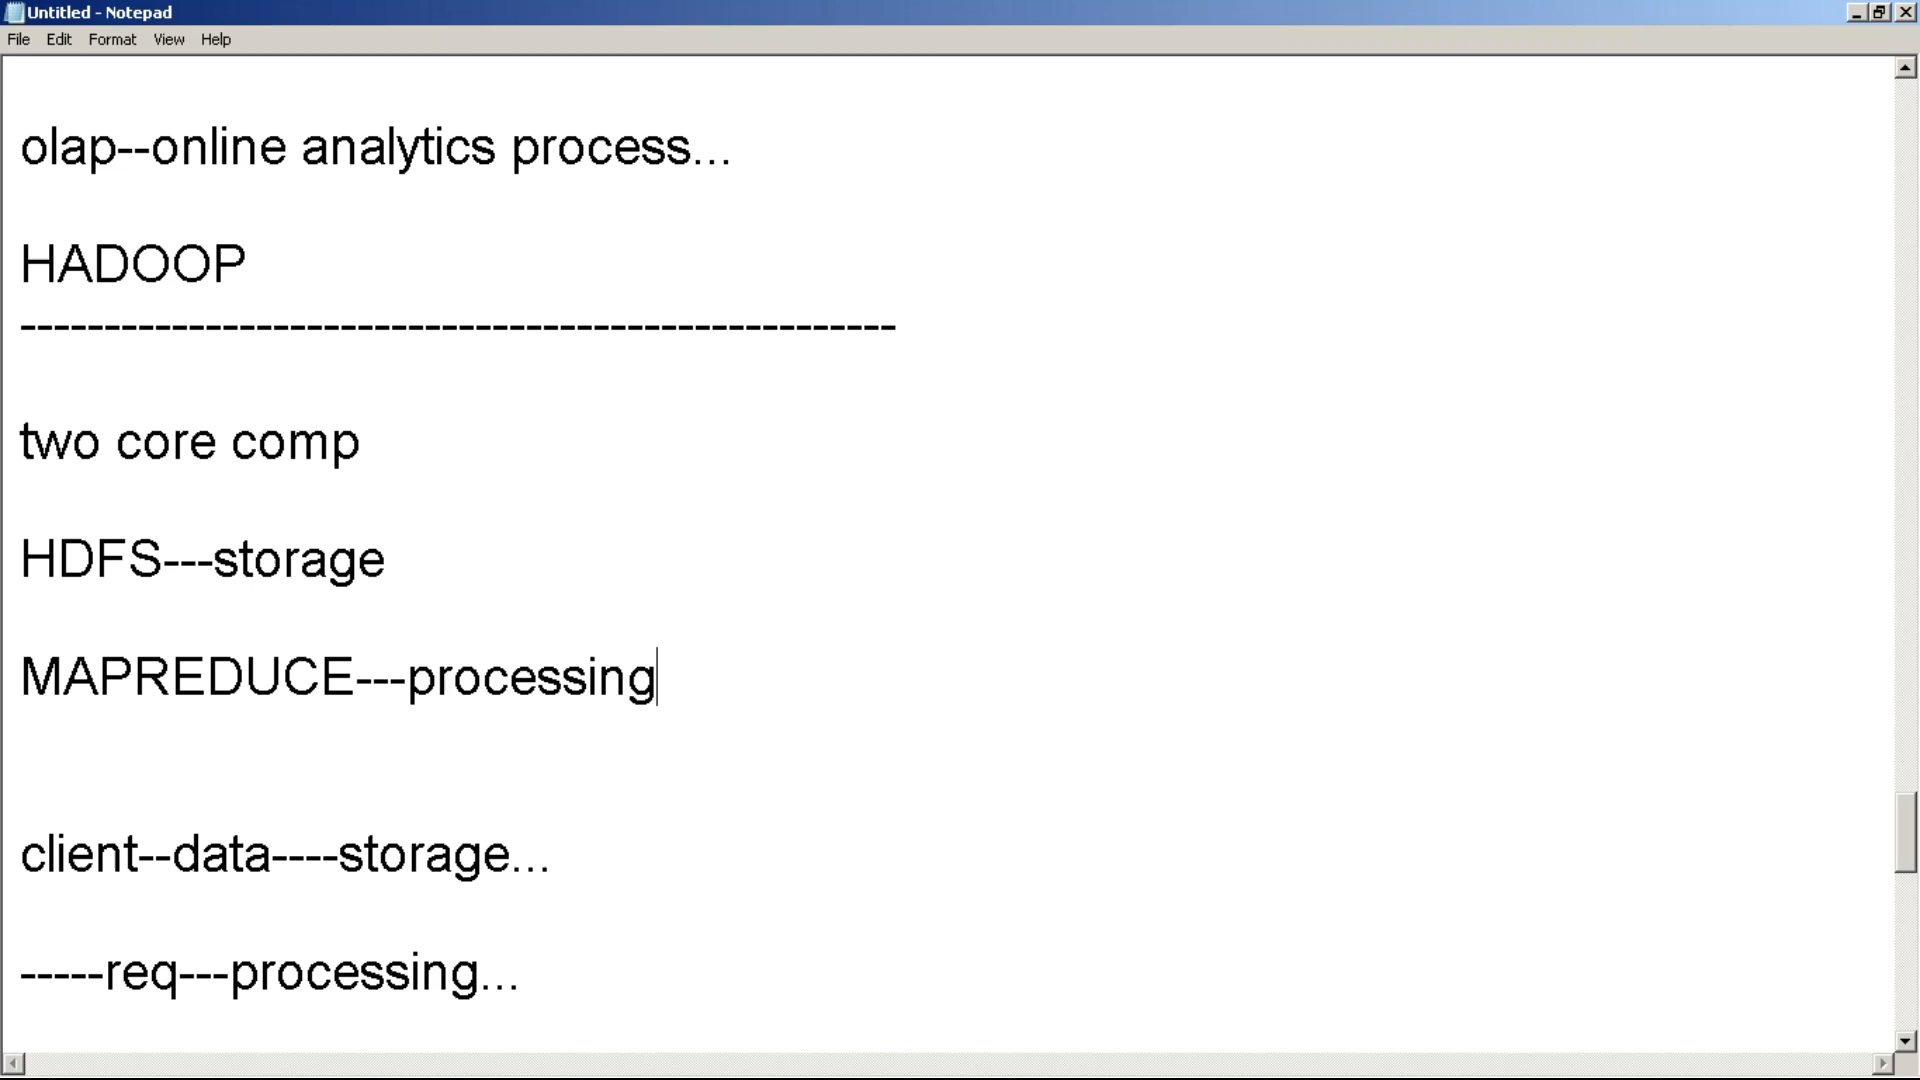 Untitled - Notepad
File Edit Format View Help
olap--online analytics process...
HADOOP
-----------------------------------------------------
two core comp
HDFS---storage
MAPREDUCE---processing
client--data----storage...
-----req---processing...